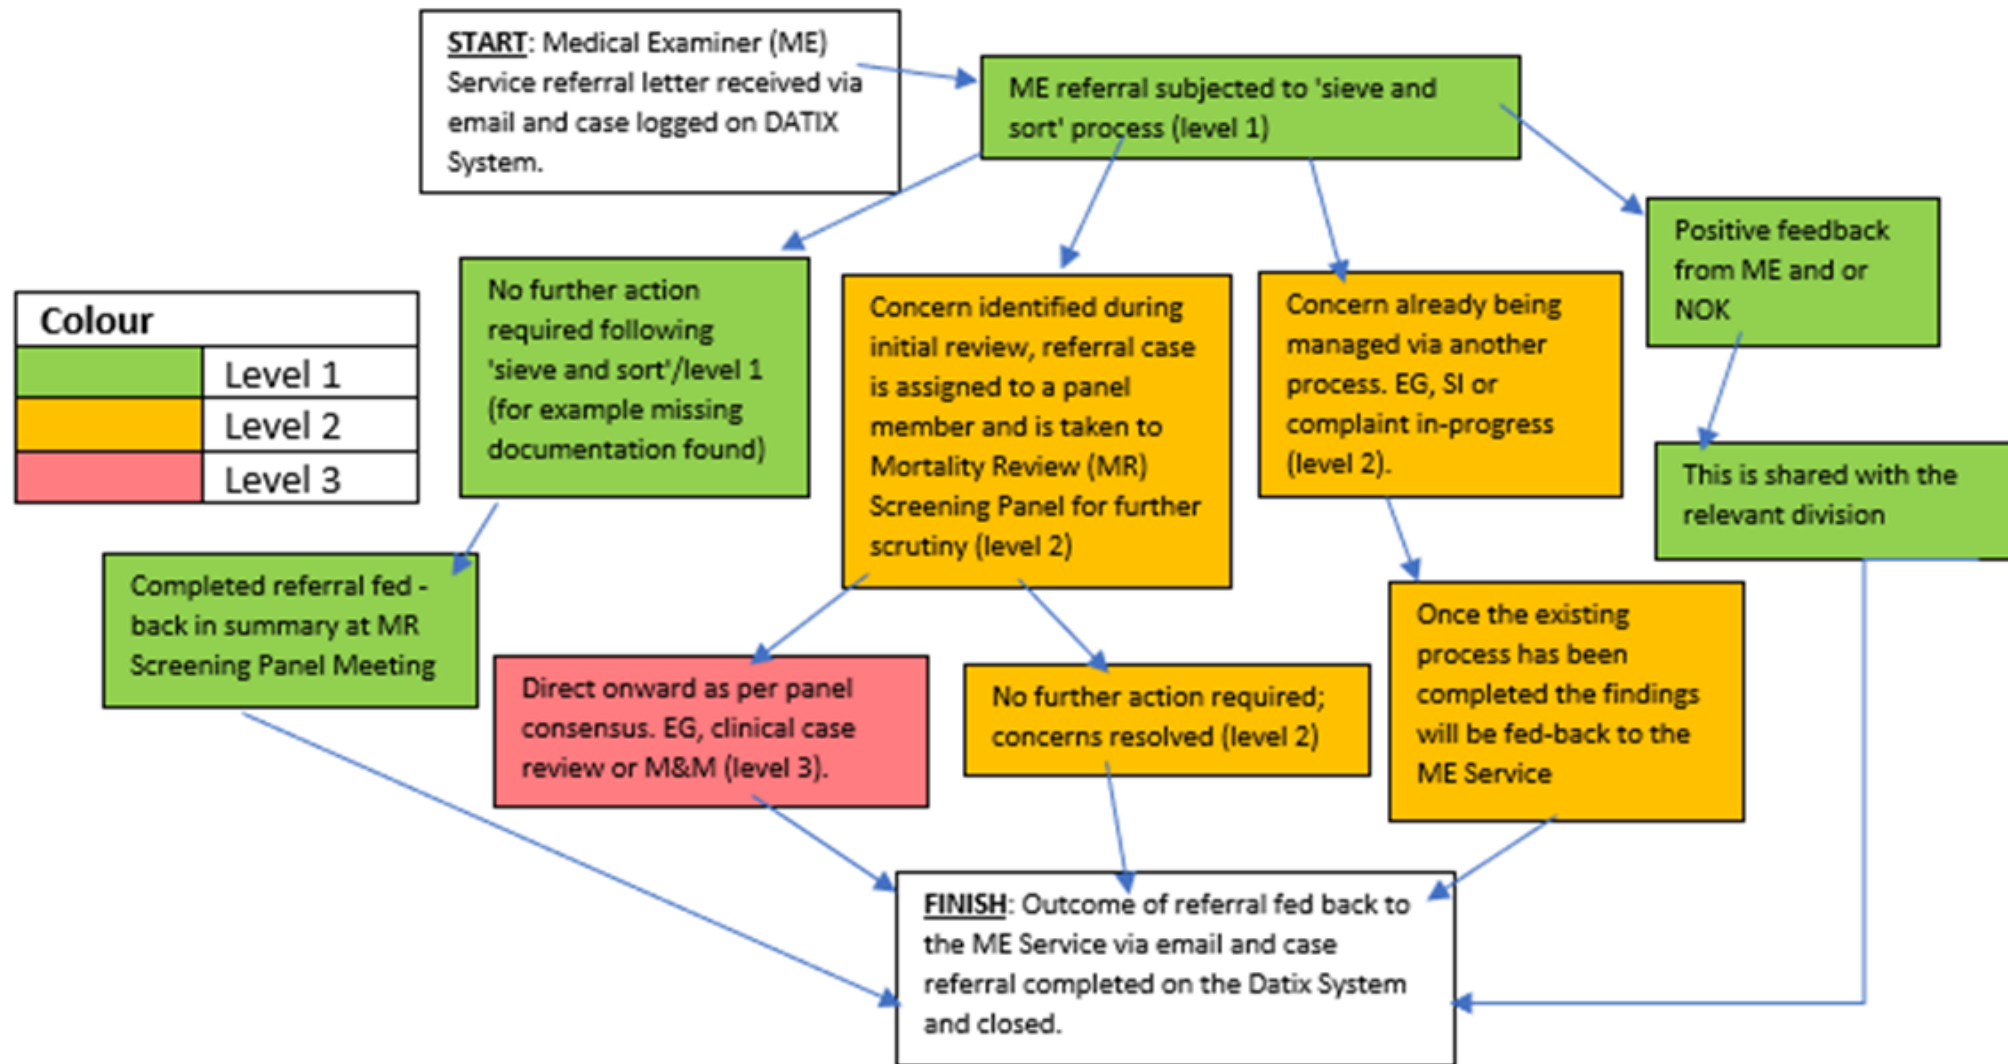 START: Medical Examiner (ME)
Service referral letter received via
email and case logged on DATIX
System.
ME referral subjected to 'sieve and
sort' process (level 1)
Positive feedback
from ME and or
NOK
This is shared with the
relevant division
Colour
Level 1
Level 2
Level 3
No further action
required following
'sieve and sort'/level 1
(for example missing
documentation found)
Concern identified during
initial review, referral case
is assigned to a panel
member and is taken to
Mortality Review (MR)
Screening Panel for further
scrutiny (level 2)
Concern already being
managed via another
process. EG, SI or
complaint in-progress
(level 2).
Completed referral fed -
back in summary at MR
Screening Panel Meeting
Direct onward as per panel
consensus. EG, clinical case
review or M&M (level 3).
No further action required;
concerns resolved (level 2)
Once the existing
process has been
completed the findings
will be fed-back to the
ME Service
FINISH: Outcome of referral fed back to
the ME Service via email and case
referral completed on the Datix System
and closed.